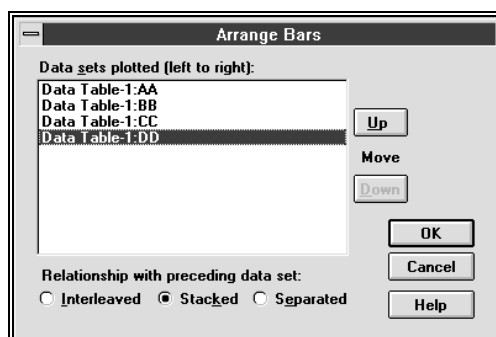 Arrange Bars
Data sets plotted (left to right):
Data Table-1:AA
Data Table-1:BB
Data Table-1:CC
Data Table-1:DD
Up
Move
Down
OK
Cancel
Help
Relationship with preceding data set:
Interleaved Stacked Separated